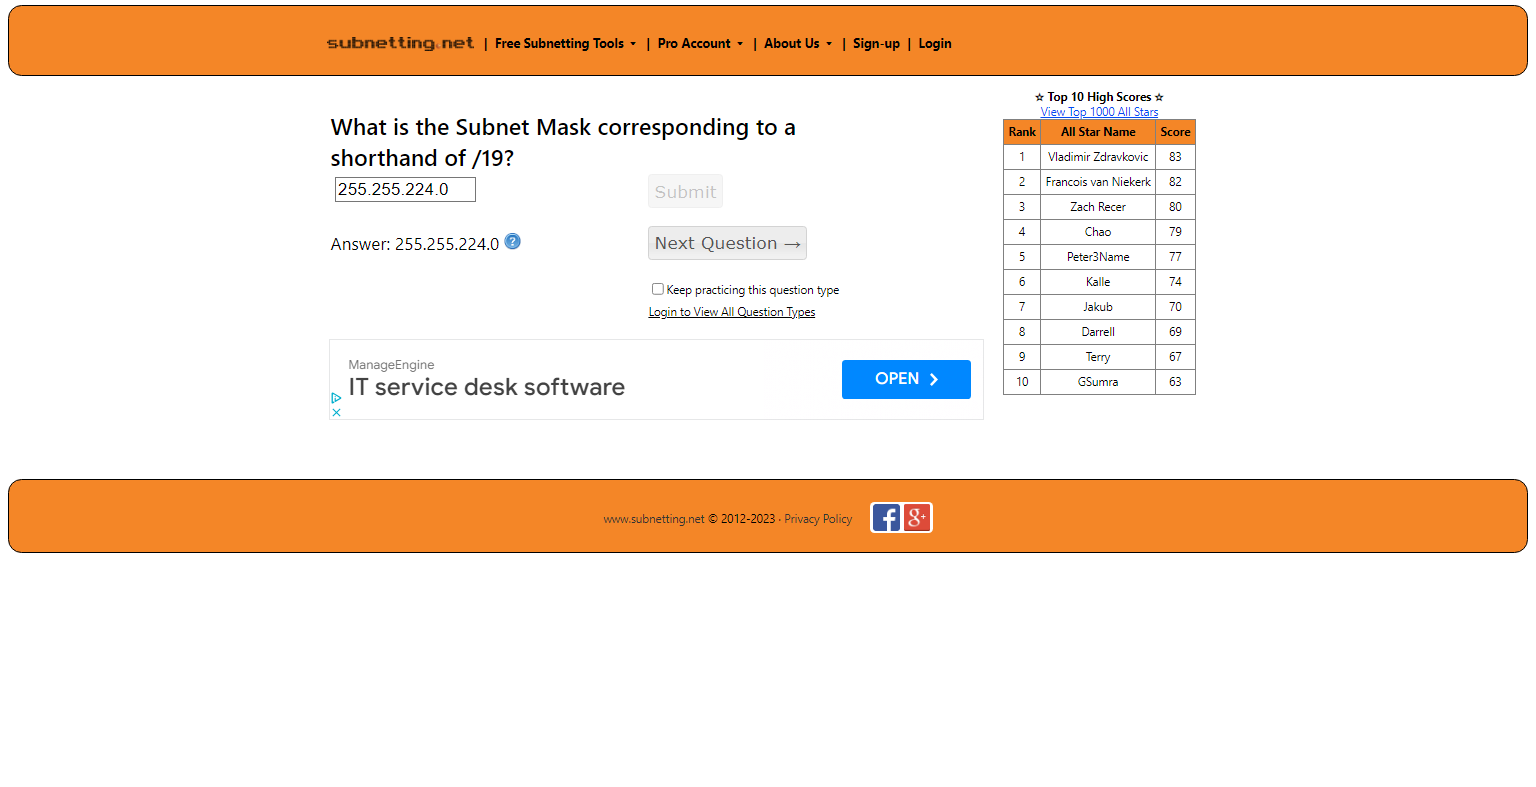 subnetting.net | Free Subnetting Tools | Pro Account | About Us | Sign-up | Login
What is the Subnet Mask corresponding to a
shorthand of /19?
255.255.224.0
Submit
Answer: 255.255.224.0 ?
Next Question →
Keep practicing this question type
Login to View All Question Types
ManageEngine
IT service desk software
OPEN
☆ Top 10 High Scores ☆
View Top 1000 All Stars
Rank All Star Name Score
1 Vladimir Zdravkovic 83
2 Francois van Niekerk 82
3 Zach Recer 80
4 Chao 79
5 Peter3Name 77
6 Kalle 74
7 Jakub 70
8 Darrell 69
9 Terry 67
10 GSumra 63
www.subnetting.net © 2012-2023 · Privacy Policy
f g+